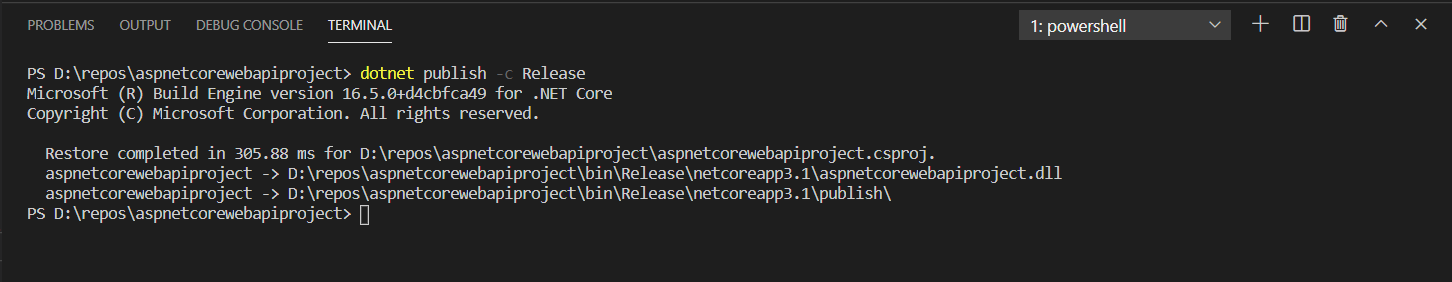 PROBLEMS OUTPUT DEBUG CONSOLE TERMINAL 1: powershell
PS D:\repos\aspnetcorewebapiproject> dotnet publish -c Release
Microsoft (R) Build Engine version 16.5.0+d4cbfca49 for .NET Core
Copyright (C) Microsoft Corporation. All rights reserved.
Restore completed in 305.88 ms for D:\repos\aspnetcorewebapiproject\aspnetcorewebapiproject.csproj.
aspnetcorewebapiproject -> D:\repos\aspnetcorewebapiproject\bin\Release\netcoreapp3.1\aspnetcorewebapiproject.dll
aspnetcorewebapiproject -> D:\repos\aspnetcorewebapiproject\bin\Release\netcoreapp3.1\publish\
PS D:\repos\aspnetcorewebapiproject>